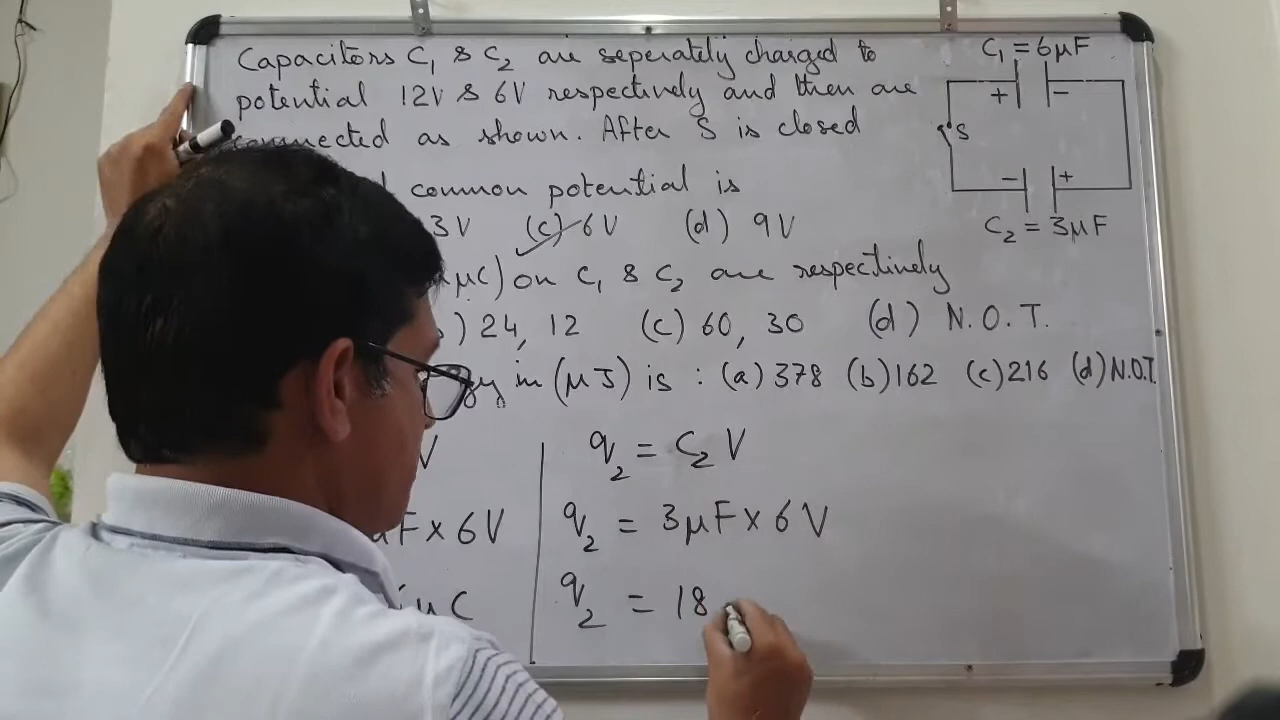 Capacitors C₁ & C₂ are seperately charged to
potential 12V & 6V respectively and then are
connected as shown. After S is closed
common potential is
3V (c) 6V (d) 9V
μC) on C₁ & C₂ are respectively
) 24, 12 (c) 60, 30 (d) N.O.T.
gy in (μJ) is : (a) 378 (b) 162 (c) 216 (d) N.O.T.
V
F x 6V
μC
q₂ = C₂ V
q₂ = 3μF x 6V
q₂ = 18
C₁ = 6μF
+ −
S
− +
C₂ = 3μF